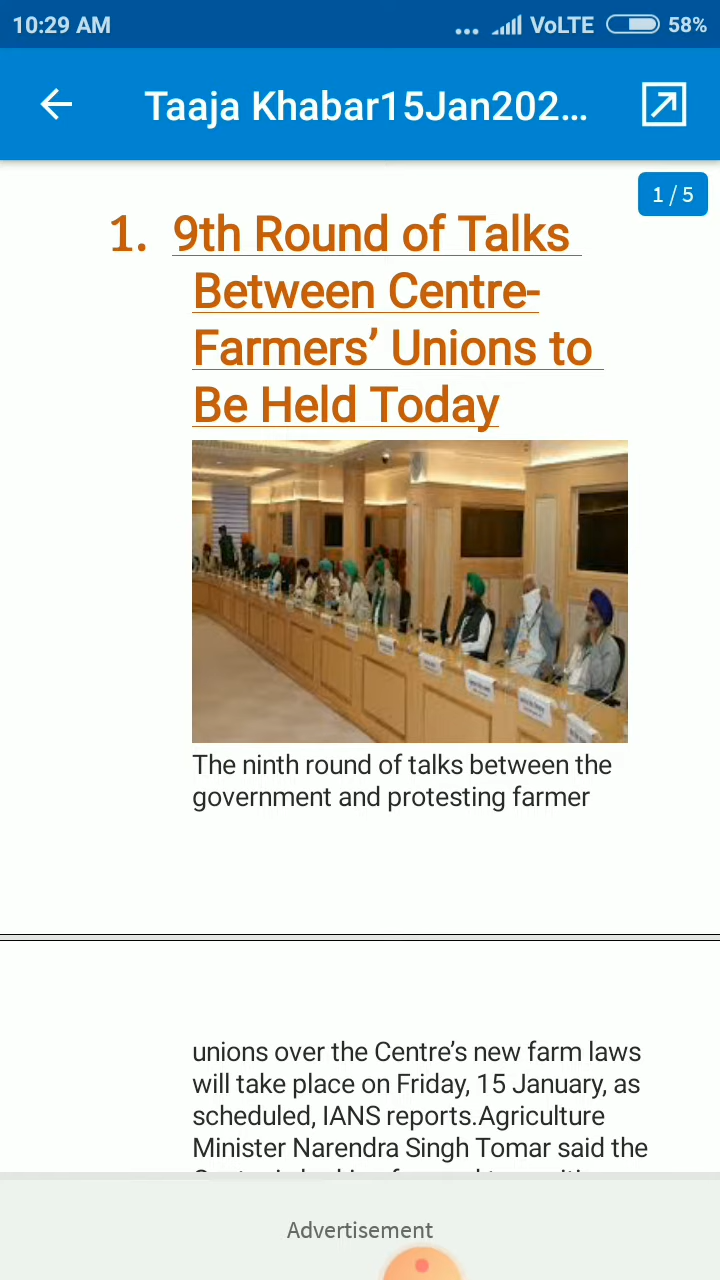 10:29 AM
... VoLTE 58%
Taaja Khabar15Jan202...
1 / 5
1. 9th Round of Talks
Between Centre-
Farmers’ Unions to
Be Held Today
The ninth round of talks between the
government and protesting farmer
unions over the Centre’s new farm laws
will take place on Friday, 15 January, as
scheduled, IANS reports.Agriculture
Minister Narendra Singh Tomar said the
Advertisement